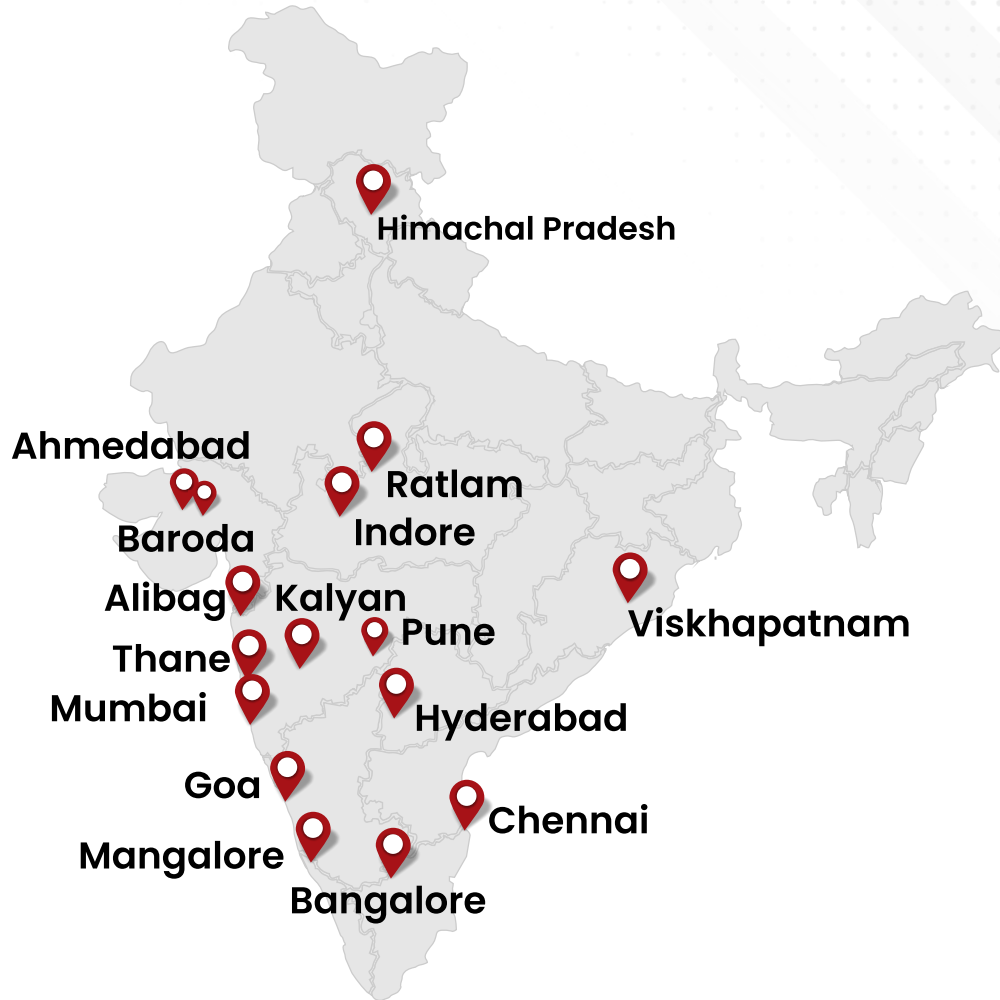 Himachal Pradesh
Ahmedabad
Ratlam
Indore
Baroda
Alibag
Kalyan
Pune
Viskhapatnam
Thane
Mumbai
Hyderabad
Goa
Chennai
Mangalore
Bangalore